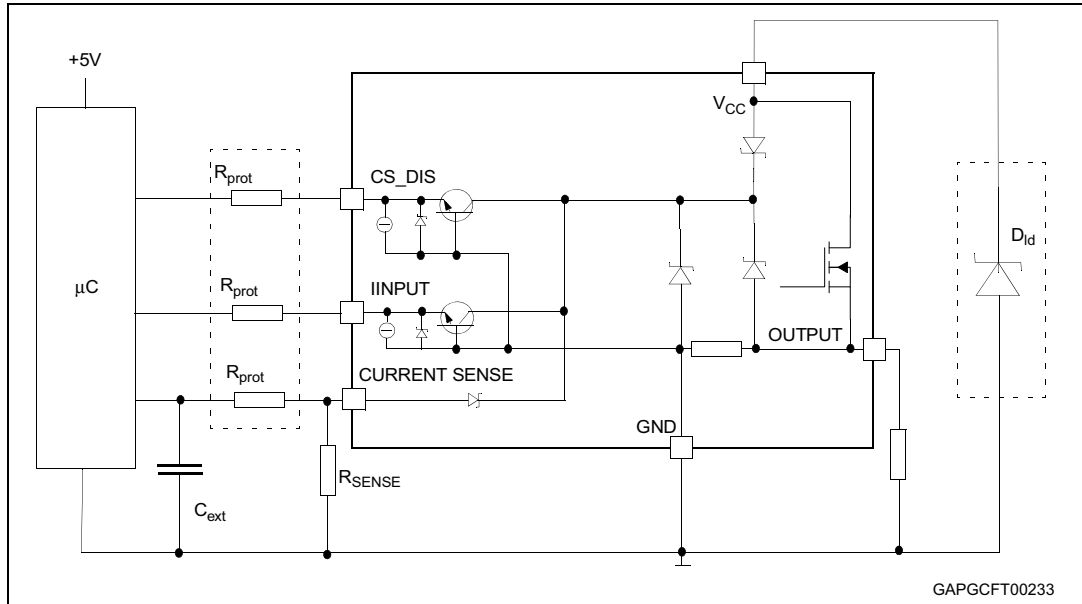 +5V
V_CC
R_prot
CS_DIS
D_ld
μC
R_prot
IINPUT
OUTPUT
R_prot
CURRENT SENSE
GND
R_SENSE
C_ext
GAPGCFT00233